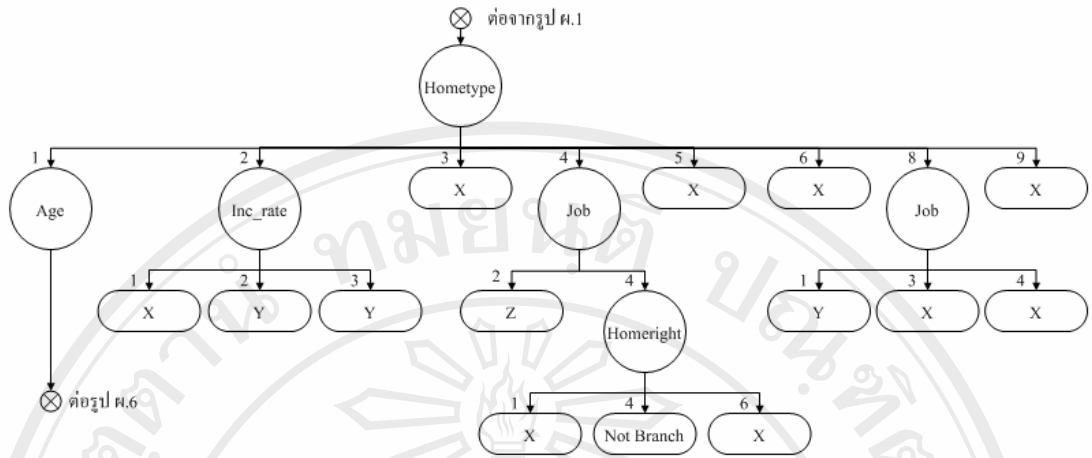 ต่อจากรูป ผ.1
Hometype
1 2 3 4 5 6 8 9
Age Inc_rate X Job X X Job X
1 2 3 2 4 1 3 4
X Y Y Z Homeright Y X X
ต่อรูป ผ.6
1 4 6
X Not Branch X